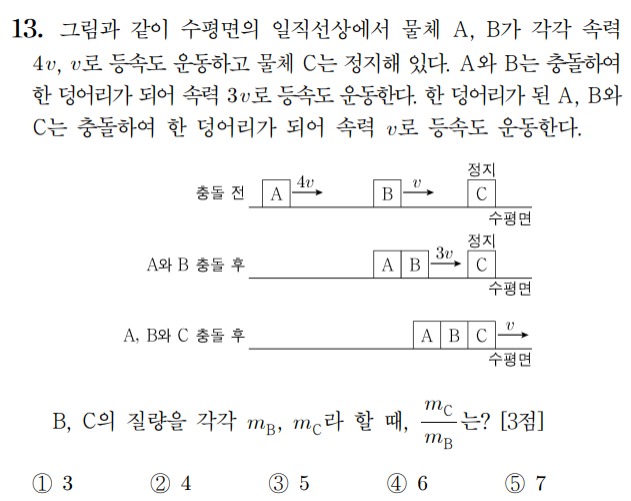 13. 그림과 같이 수평면의 일직선상에서 물체 A, B가 각각 속력
4v, v로 등속도 운동하고 물체 C는 정지해 있다. A와 B는 충돌하여
한 덩어리가 되어 속력 3v로 등속도 운동한다. 한 덩어리가 된 A, B와
C는 충돌하여 한 덩어리가 되어 속력 v로 등속도 운동한다.
정지
충돌 전 A 4v B v C
수평면
정지
A와 B 충돌 후 A B 3v C
수평면
A, B와 C 충돌 후 A B C v
수평면
B, C의 질량을 각각 m_B, m_C라 할 때, m_C/m_B 는? [3점]
① 3 ② 4 ③ 5 ④ 6 ⑤ 7